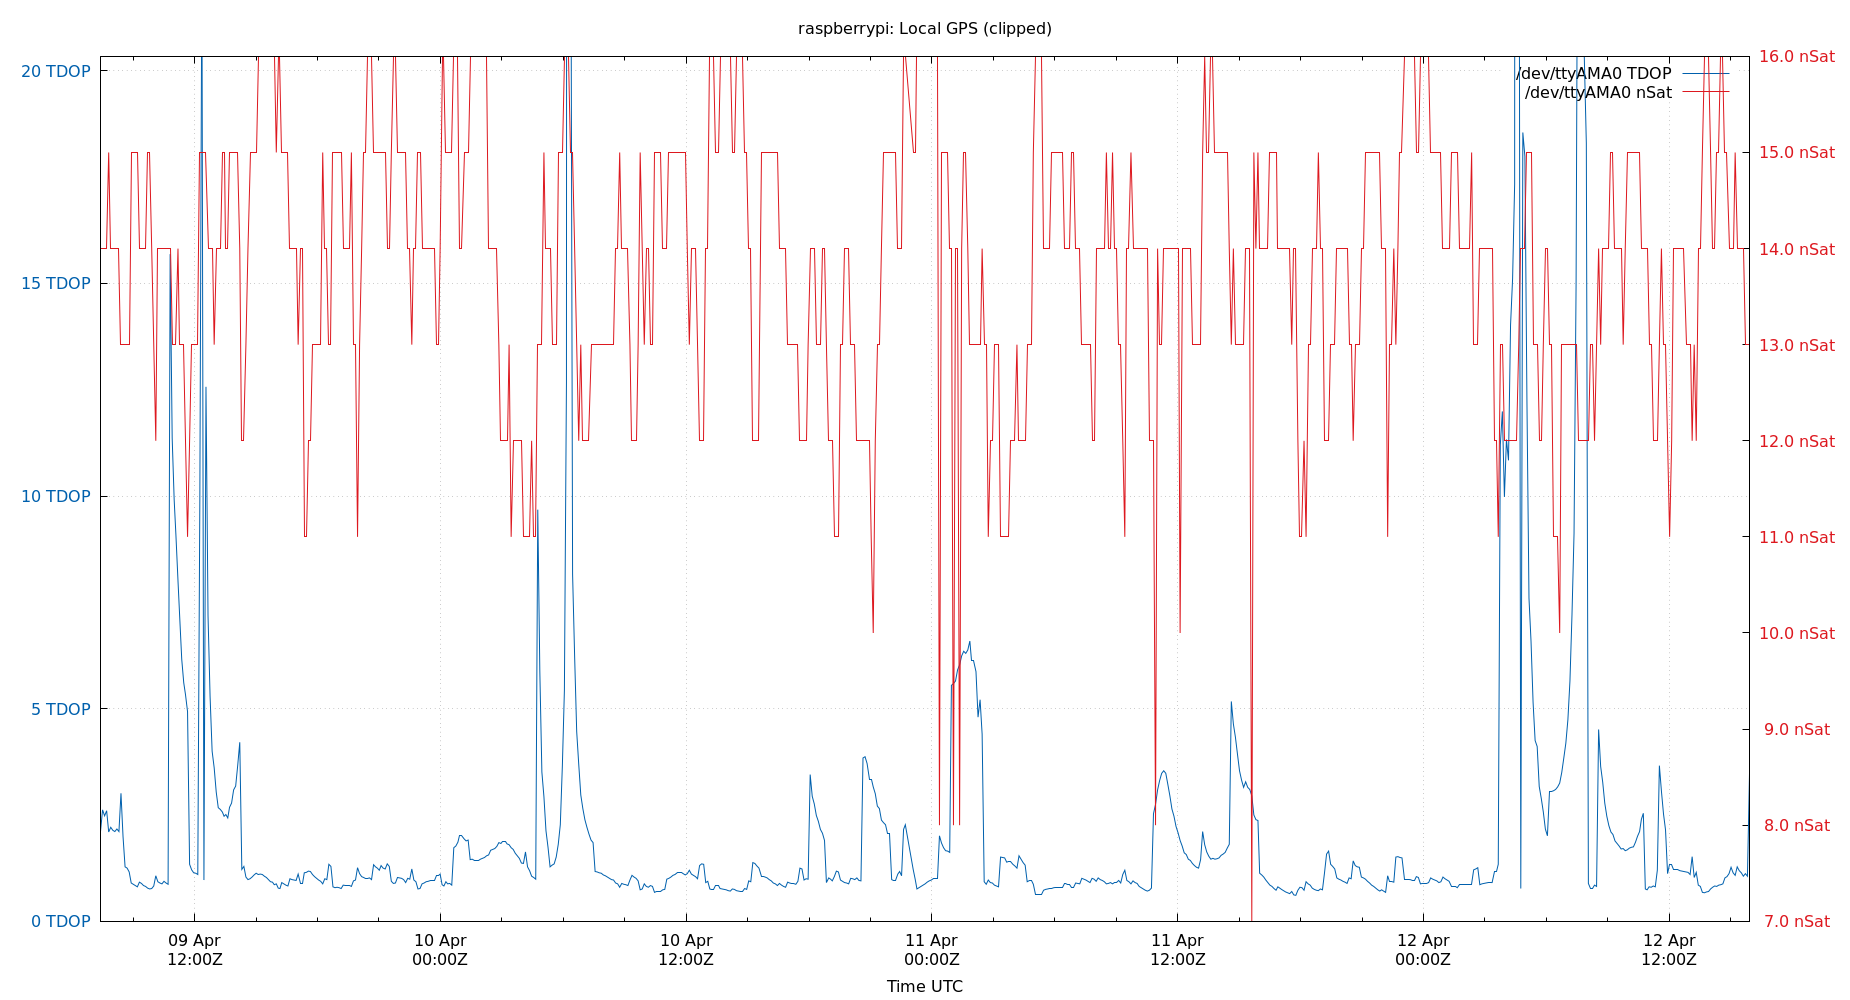 raspberrypi: Local GPS (clipped)
20 TDOP
15 TDOP
10 TDOP
5 TDOP
0 TDOP
16.0 nSat
15.0 nSat
14.0 nSat
13.0 nSat
12.0 nSat
11.0 nSat
10.0 nSat
9.0 nSat
8.0 nSat
7.0 nSat
/dev/ttyAMA0 TDOP
/dev/ttyAMA0 nSat
09 Apr
12:00Z
10 Apr
00:00Z
10 Apr
12:00Z
11 Apr
00:00Z
11 Apr
12:00Z
12 Apr
00:00Z
12 Apr
12:00Z
Time UTC